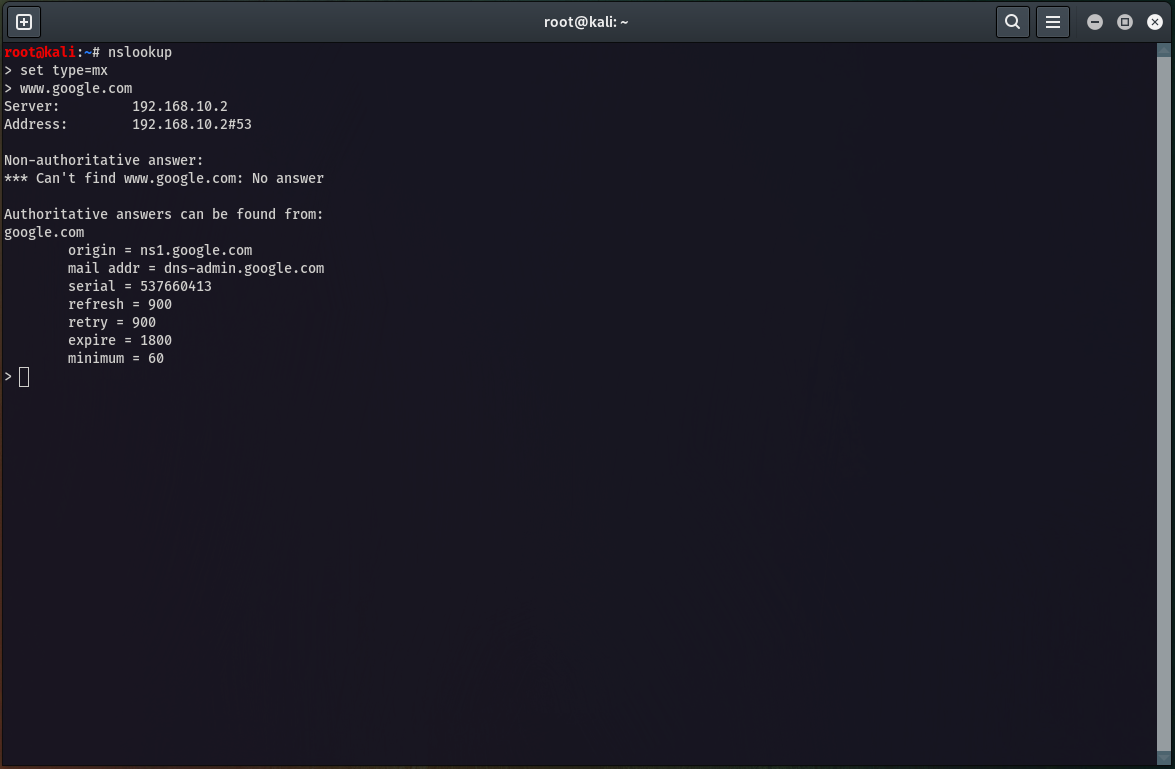 root@kali: ~
root@kali:~# nslookup
> set type=mx
> www.google.com
Server:         192.168.10.2
Address:        192.168.10.2#53

Non-authoritative answer:
*** Can't find www.google.com: No answer

Authoritative answers can be found from:
google.com
        origin = ns1.google.com
        mail addr = dns-admin.google.com
        serial = 537660413
        refresh = 900
        retry = 900
        expire = 1800
        minimum = 60
>